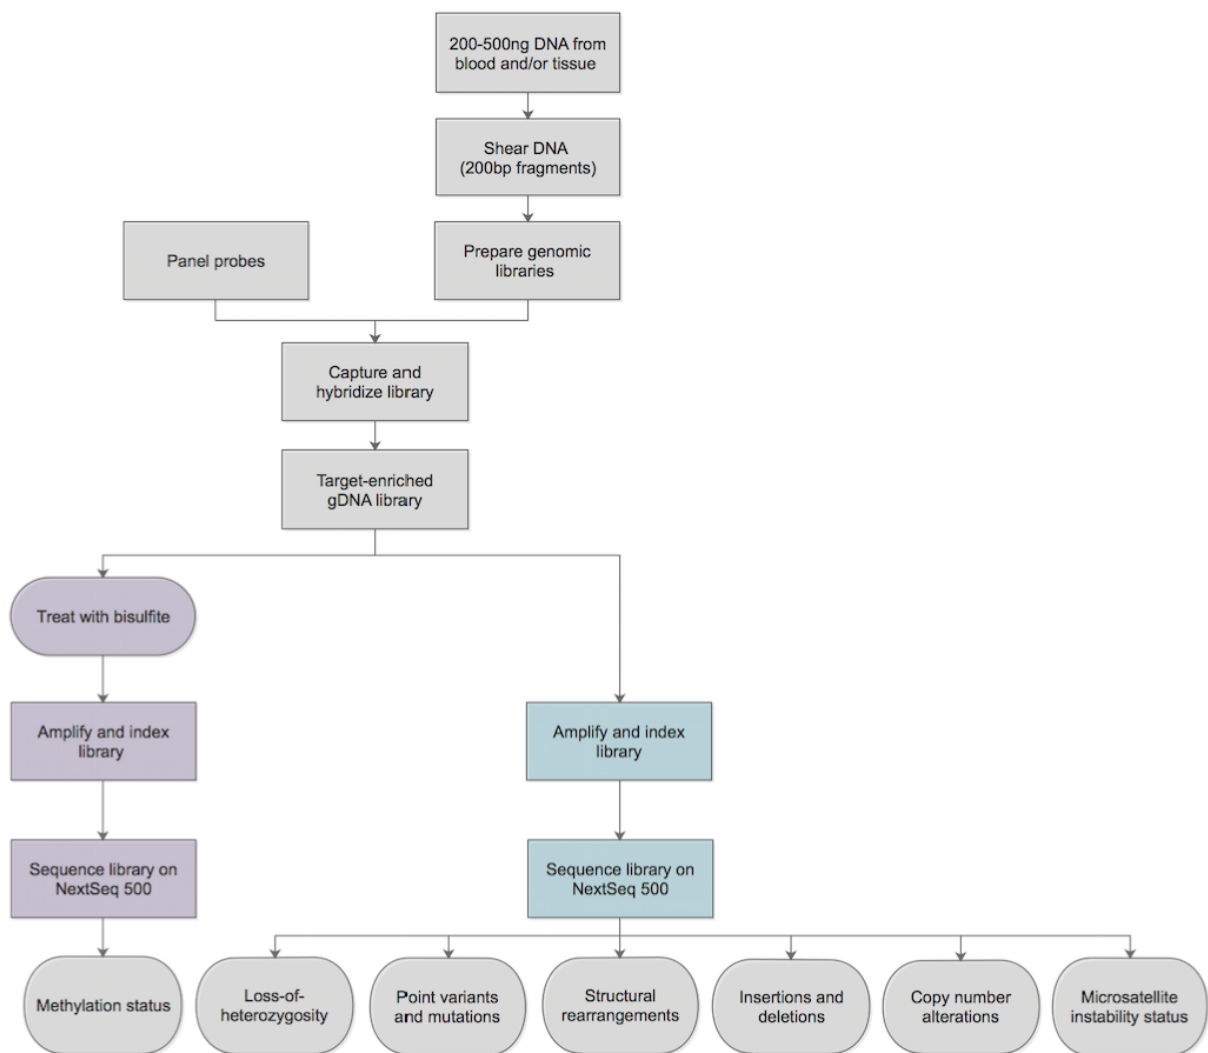 200-500ng DNA from
blood and/or tissue
Shear DNA
(200bp fragments)
Panel probes
Prepare genomic
libraries
Capture and
hybridize library
Target-enriched
gDNA library
Treat with bisulfite
Amplify and index
library
Amplify and index
library
Sequence library on
NextSeq 500
Sequence library on
NextSeq 500
Methylation status
Loss-of-
heterozygosity
Point variants
and mutations
Structural
rearrangements
Insertions and
deletions
Copy number
alterations
Microsatellite
instability status